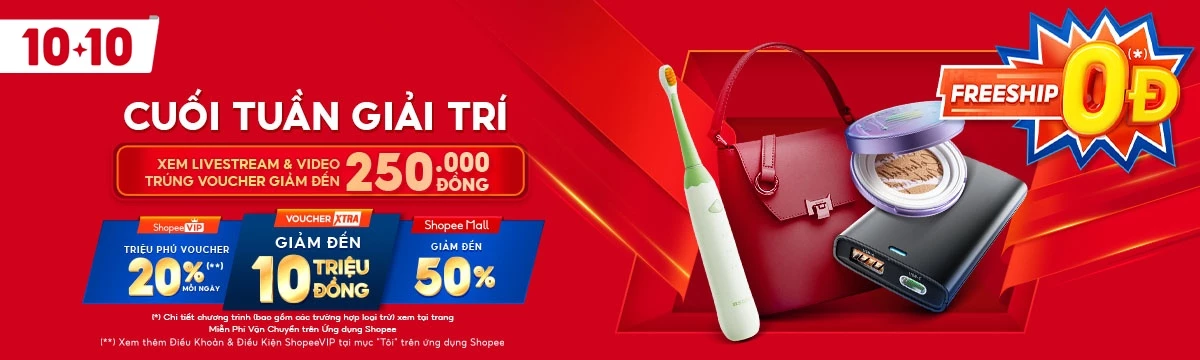 10✦10
CUỐI TUẦN GIẢI TRÍ
XEM LIVESTREAM & VIDEO
TRÚNG VOUCHER GIẢM ĐẾN
250.000
ĐỒNG
ShopeeVIP
TRIỆU PHÚ VOUCHER
20%(**)
MỖI NGÀY
VOUCHER XTRA
GIẢM ĐẾN
10 TRIỆU
ĐỒNG
Shopee Mall
GIẢM ĐẾN
50%
(*) Chi tiết chương trình (bao gồm các trường hợp loại trừ) xem tại trang
Miễn Phí Vận Chuyển trên Ứng dụng Shopee
(**) Xem thêm Điều Khoản & Điều Kiện ShopeeVIP tại mục "Tôi" trên ứng dụng Shopee
FREESHIP 0Đ(*)
USB-C